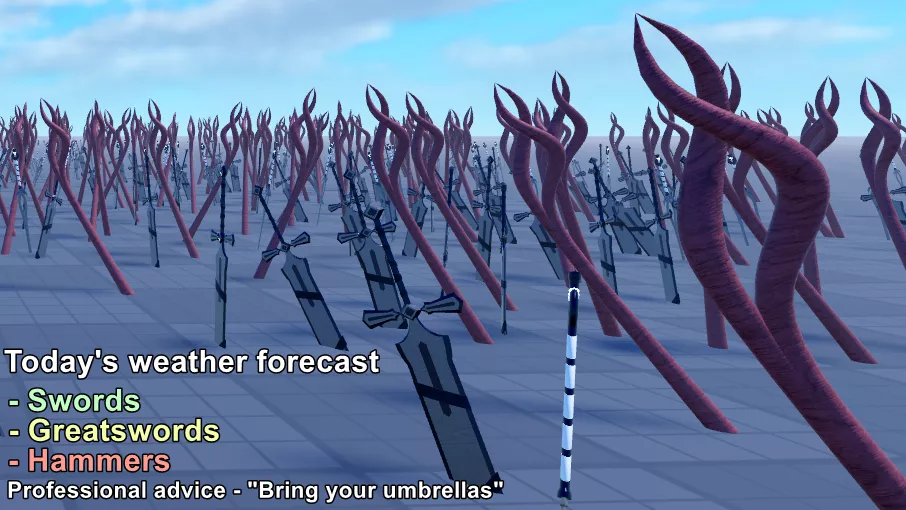 Today's weather forecast
- Swords
- Greatswords
- Hammers
Professional advice - "Bring your umbrellas"